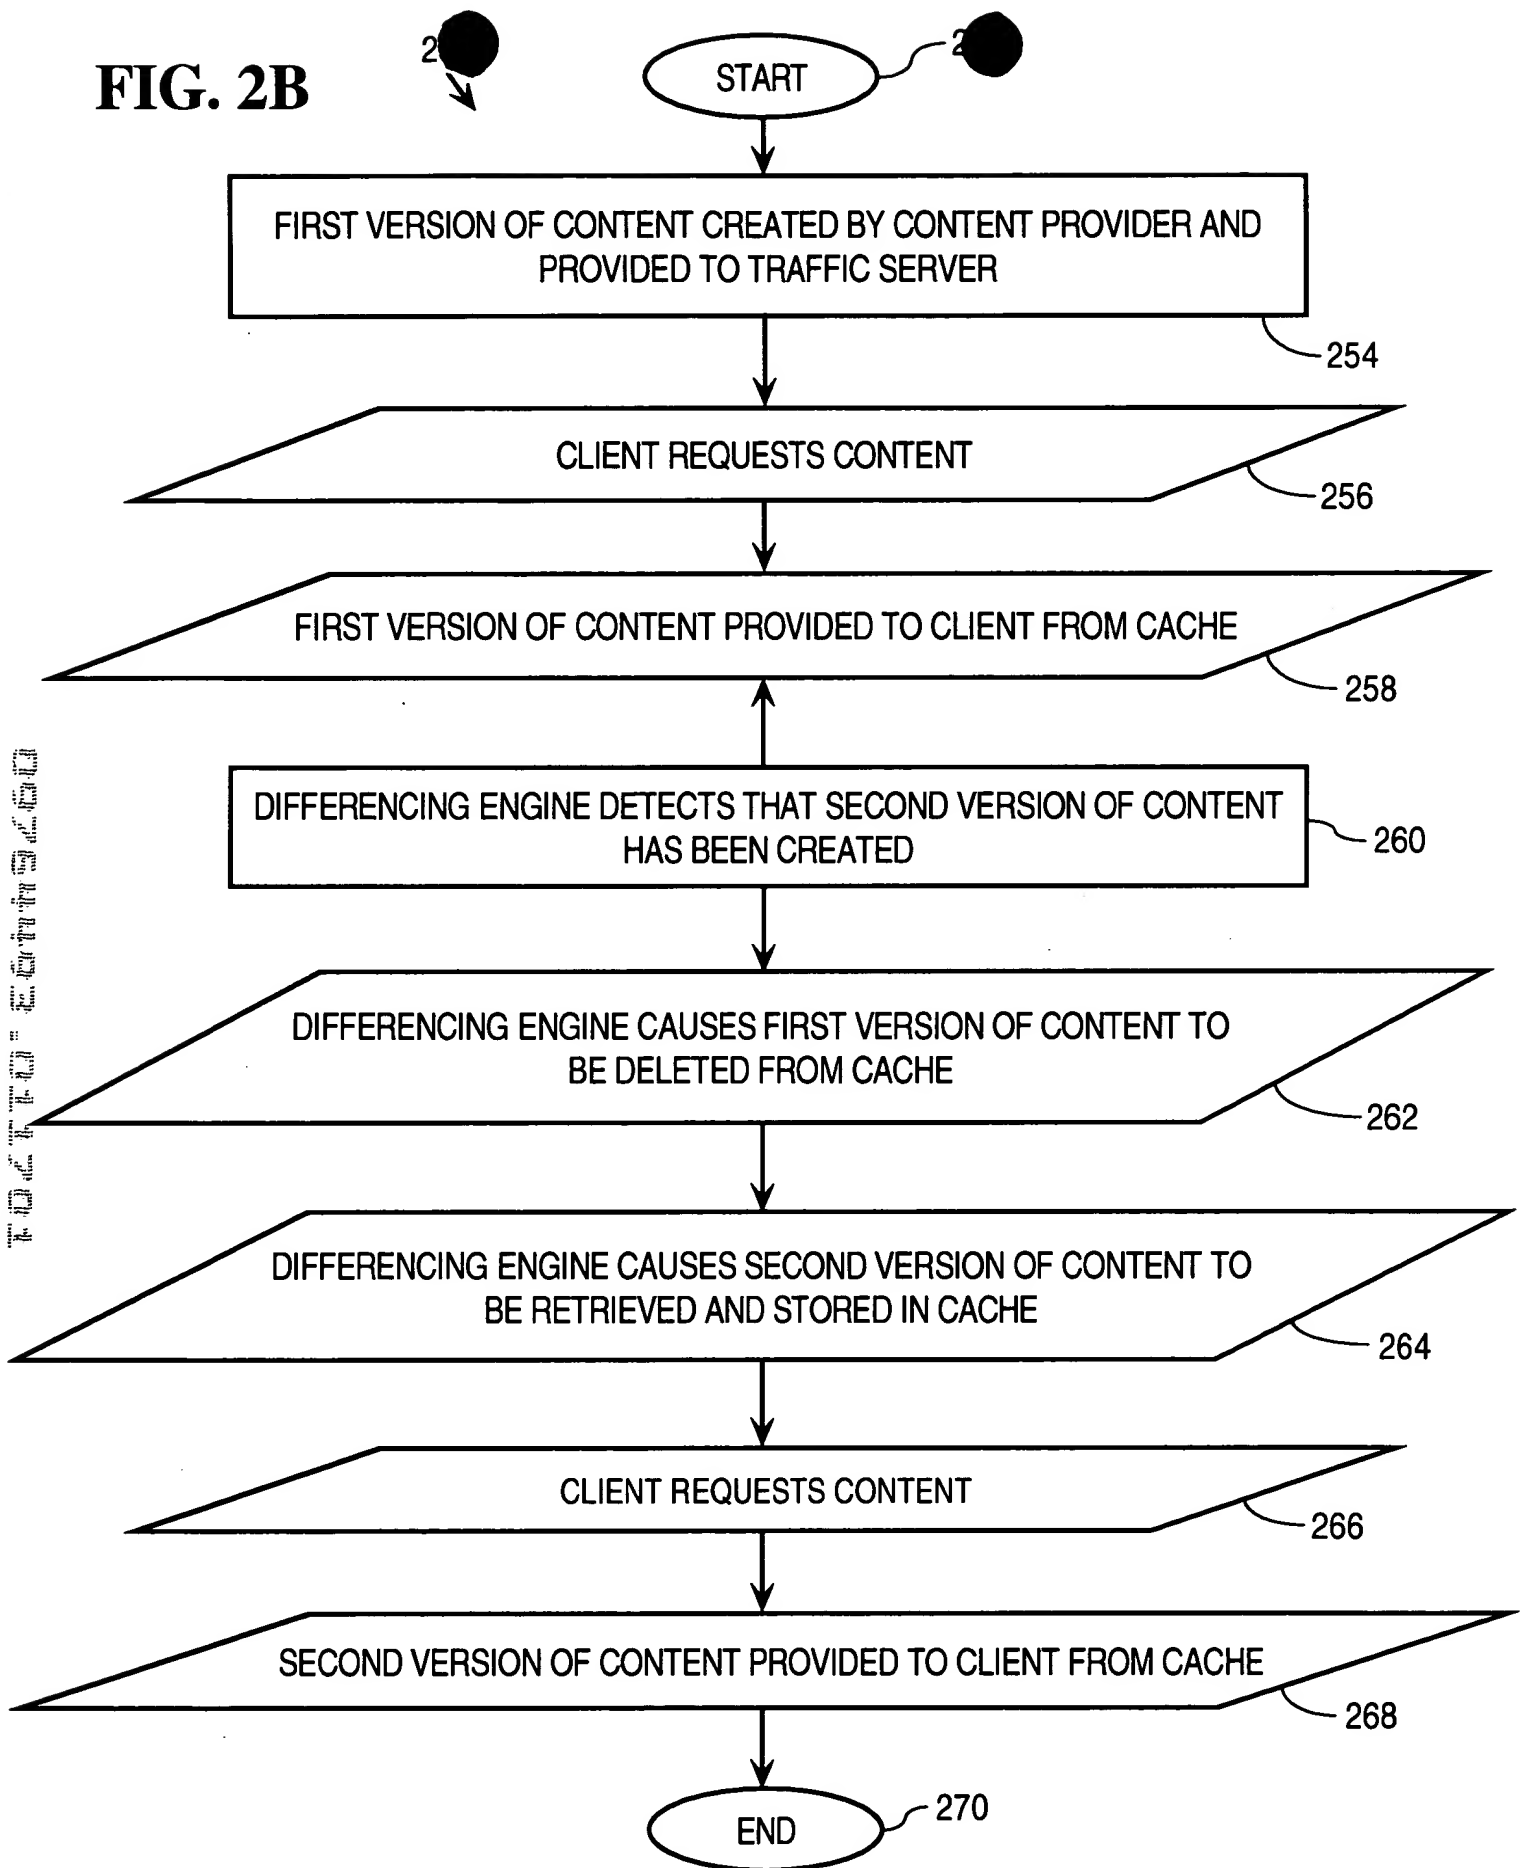 FIG. 2B
2
START
2
FIRST VERSION OF CONTENT CREATED BY CONTENT PROVIDER AND
PROVIDED TO TRAFFIC SERVER
254
CLIENT REQUESTS CONTENT
256
FIRST VERSION OF CONTENT PROVIDED TO CLIENT FROM CACHE
258
DIFFERENCING ENGINE DETECTS THAT SECOND VERSION OF CONTENT
HAS BEEN CREATED
260
DIFFERENCING ENGINE CAUSES FIRST VERSION OF CONTENT TO
BE DELETED FROM CACHE
262
DIFFERENCING ENGINE CAUSES SECOND VERSION OF CONTENT TO
BE RETRIEVED AND STORED IN CACHE
264
CLIENT REQUESTS CONTENT
266
SECOND VERSION OF CONTENT PROVIDED TO CLIENT FROM CACHE
268
END
270